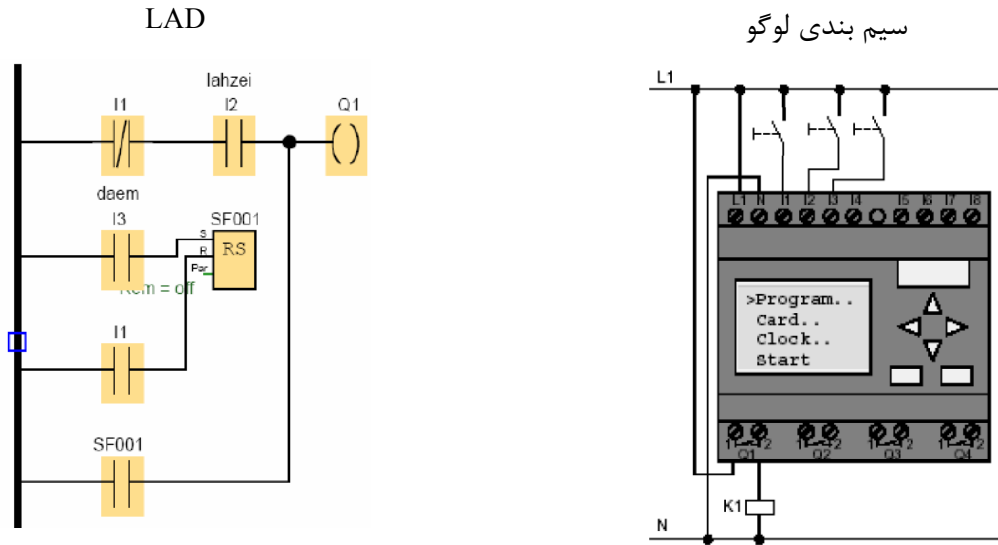 LAD
سیم بندی لوگو
lahzei
I1
I2
Q1
daem
I3
SF001
S
R
Par
RS
Rem = off
I1
SF001
L1
L1 N I1 I2 I3 I4 I5 I6 I7 I8
>Program..
Card..
Clock..
Start
1 2 1 2 1 2 1 2
Q1 Q2 Q3 Q4
K1
N